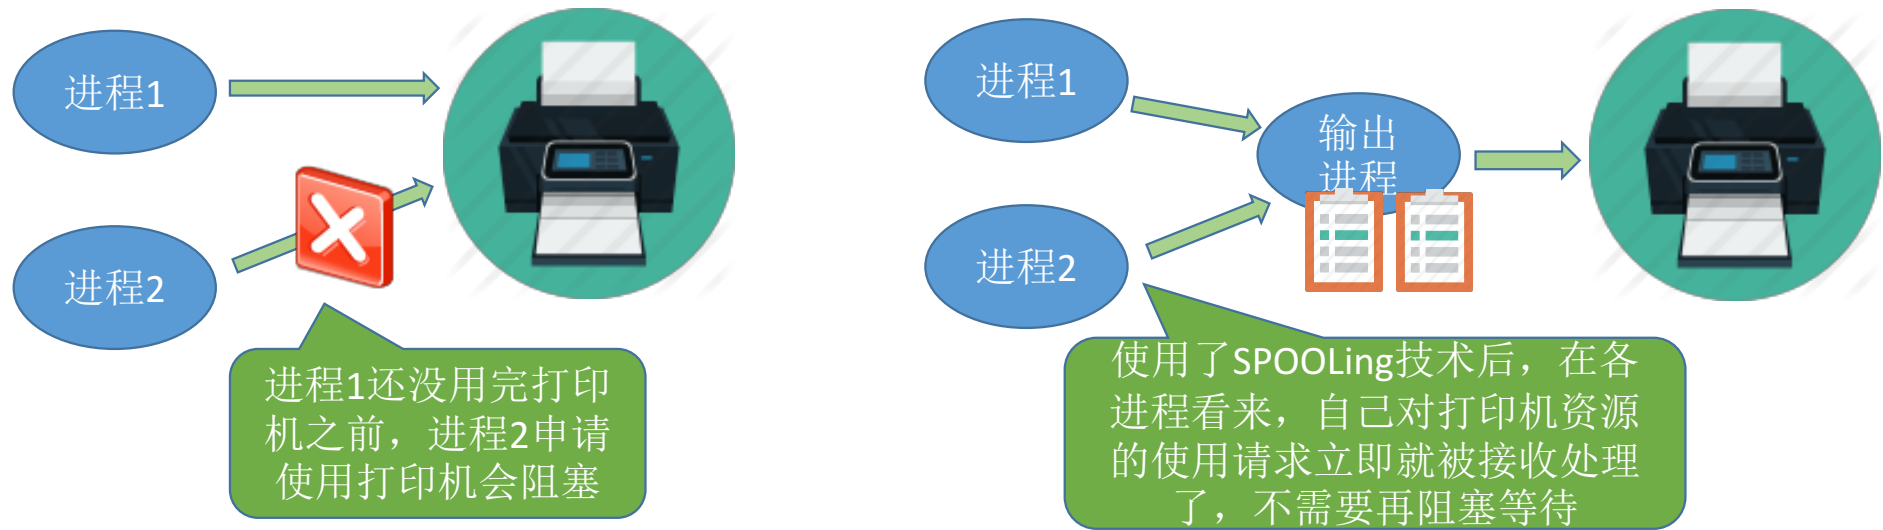 进程1
进程2
进程1还没用完打印
机之前，进程2申请
使用打印机会阻塞
进程1
进程2
输出
进程
使用了SPOOLing技术后，在各
进程看来，自己对打印机资源
的使用请求立即就被接收处理
了，不需要再阻塞等待